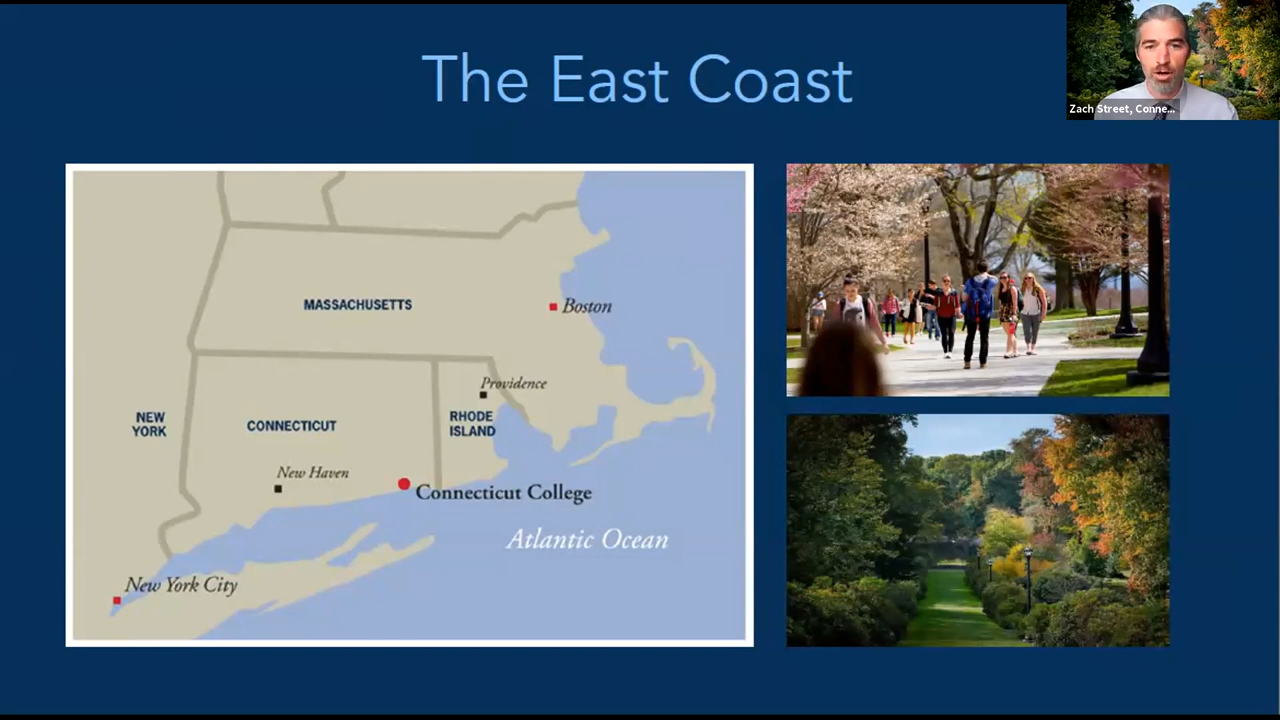 The East Coast
Zach Street, Conne...
MASSACHUSETTS
Boston
Providence
NEW
YORK
CONNECTICUT
RHODE
ISLAND
New Haven
Connecticut College
Atlantic Ocean
New York City